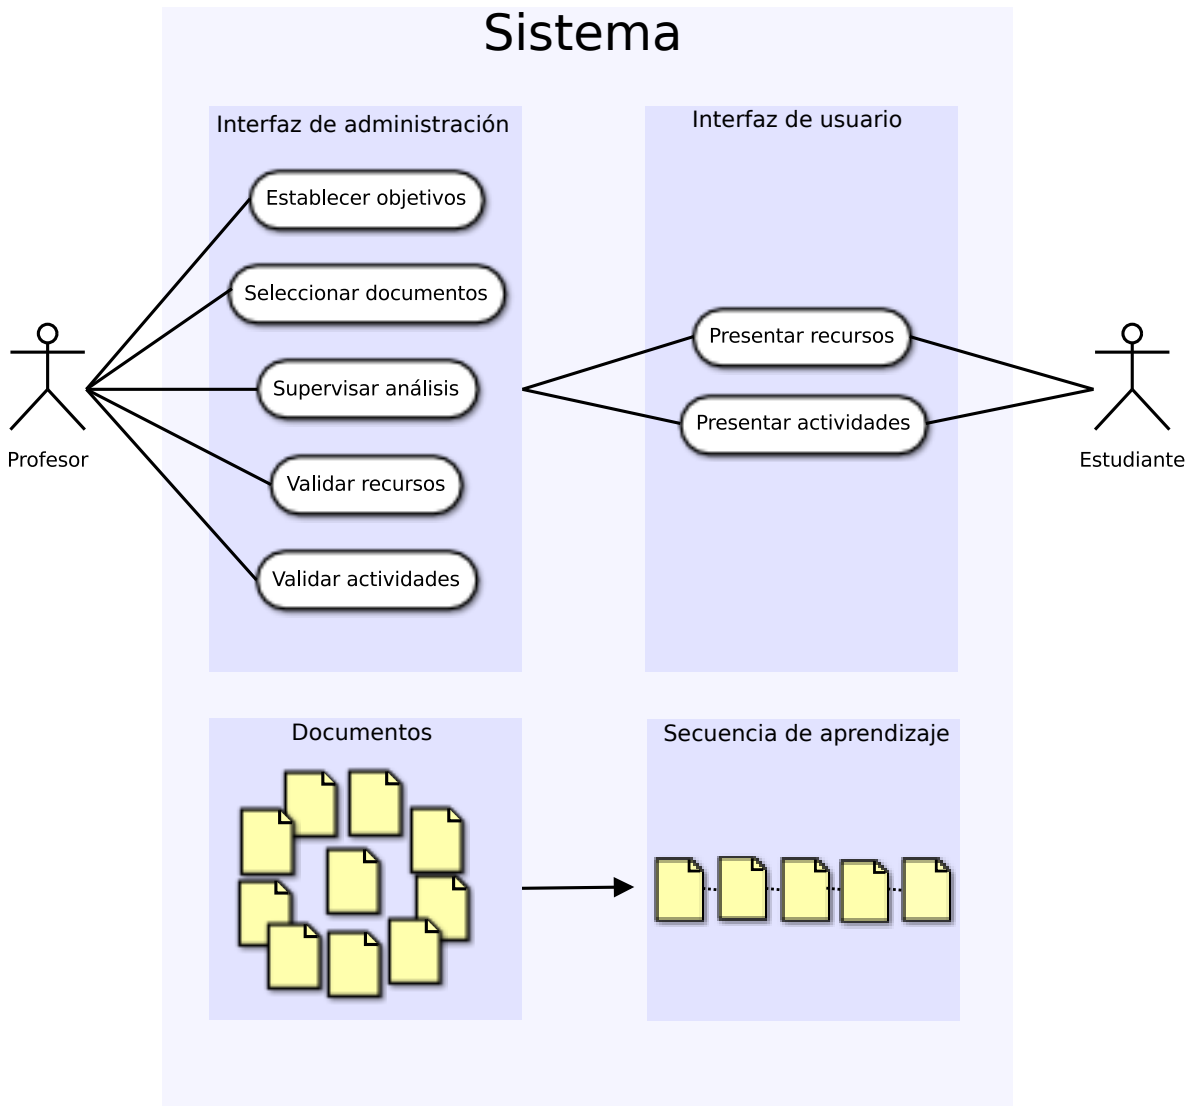 Sistema
Interfaz de administración
Establecer objetivos
Seleccionar documentos
Supervisar análisis
Validar recursos
Validar actividades
Interfaz de usuario
Presentar recursos
Presentar actividades
Profesor
Estudiante
Documentos
Secuencia de aprendizaje